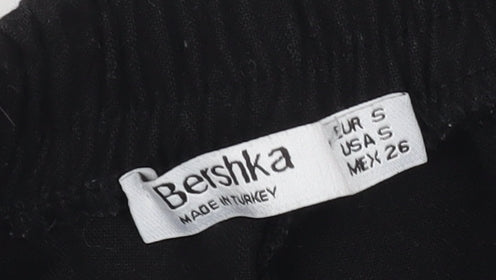 Bershka
MADE IN TURKEY
EUR S
USA S
MEX 26